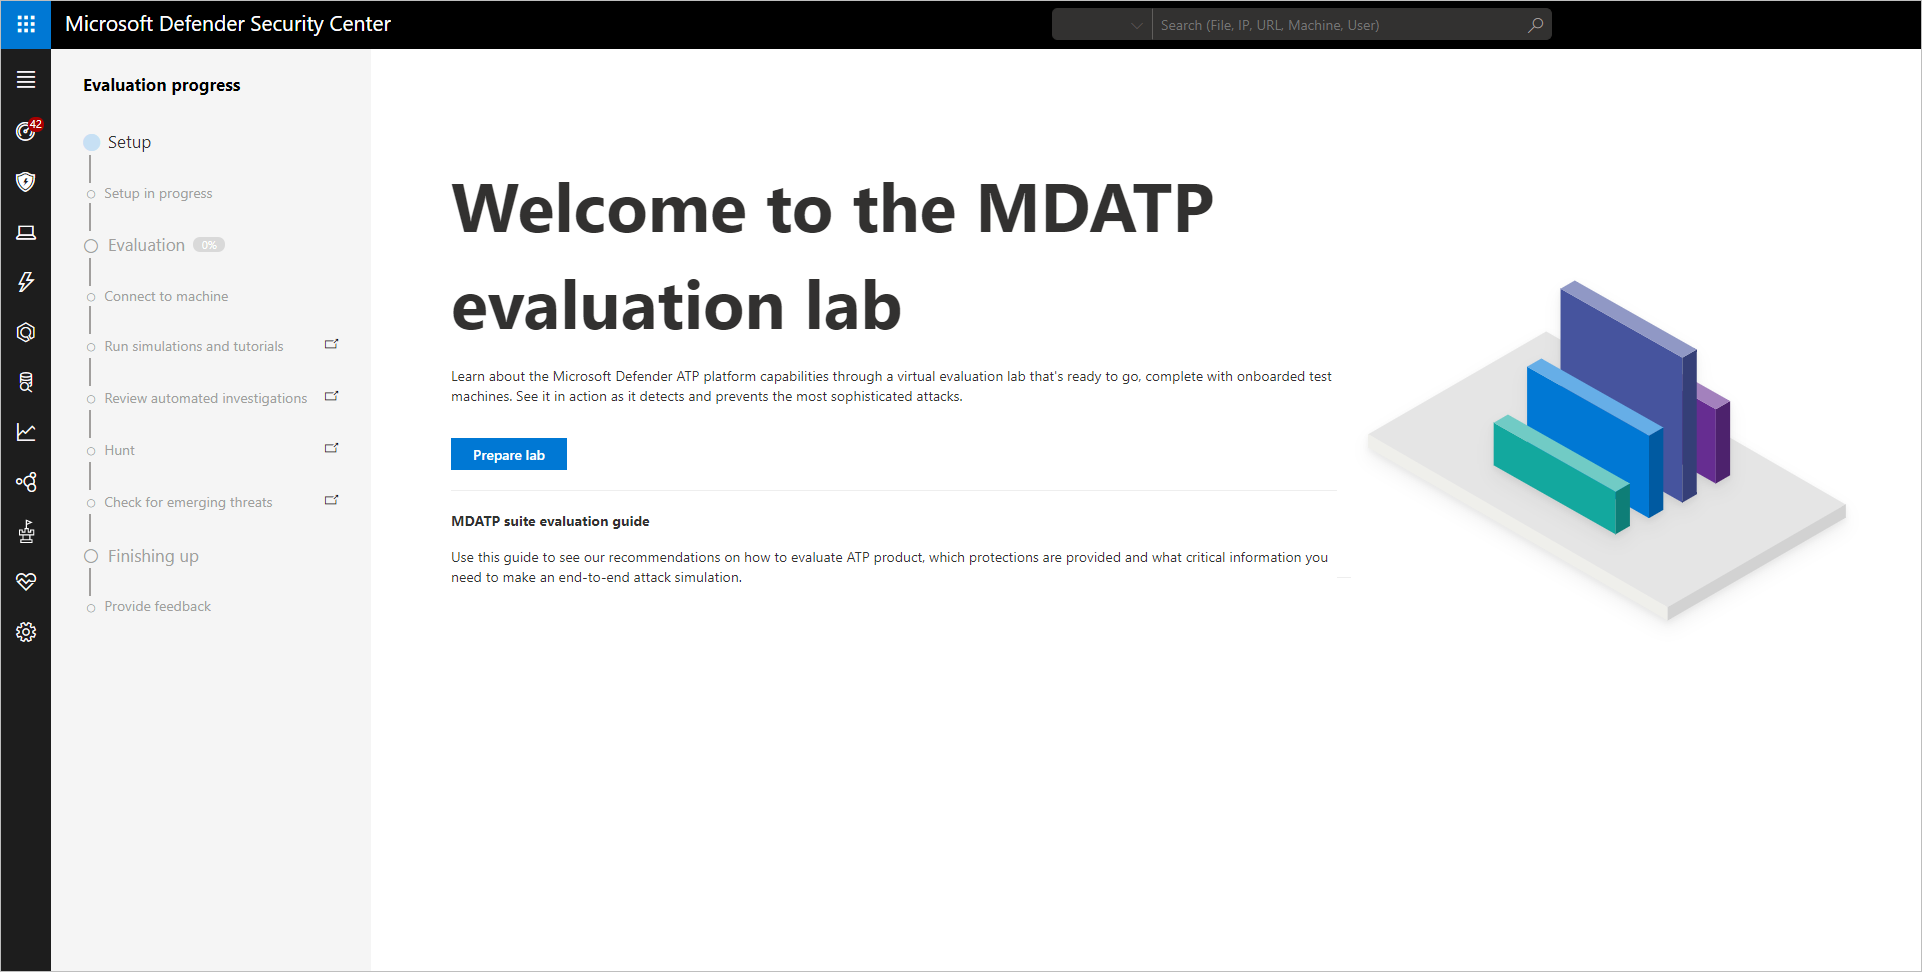 Microsoft Defender Security Center
Search (File, IP, URL, Machine, User)
42
Evaluation progress
Setup
Setup in progress
Evaluation 0%
Connect to machine
Run simulations and tutorials
Review automated investigations
Hunt
Check for emerging threats
Finishing up
Provide feedback
Welcome to the MDATP
evaluation lab
Learn about the Microsoft Defender ATP platform capabilities through a virtual evaluation lab that's ready to go, complete with onboarded test
machines. See it in action as it detects and prevents the most sophisticated attacks.
Prepare lab
MDATP suite evaluation guide
Use this guide to see our recommendations on how to evaluate ATP product, which protections are provided and what critical information you
need to make an end-to-end attack simulation.